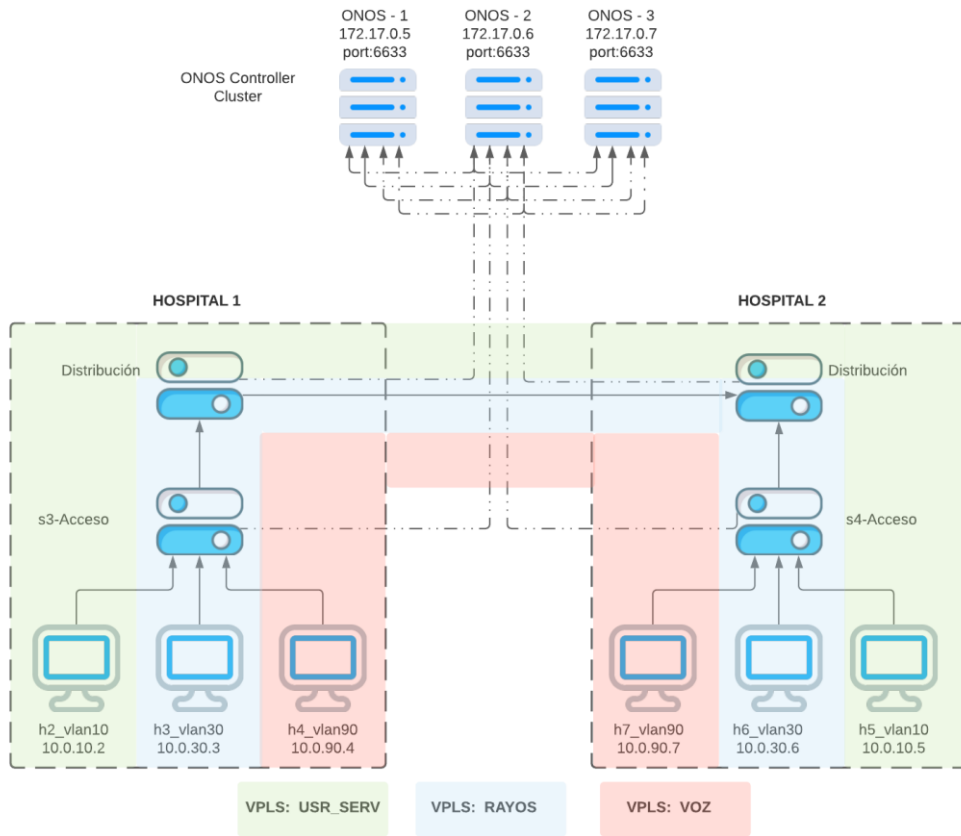 ONOS - 1
172.17.0.5
port:6633
ONOS - 2
172.17.0.6
port:6633
ONOS - 3
172.17.0.7
port:6633
ONOS Controller
Cluster
HOSPITAL 1
HOSPITAL 2
Distribución
Distribución
s3-Acceso
s4-Acceso
h2_vlan10
10.0.10.2
h3_vlan30
10.0.30.3
h4_vlan90
10.0.90.4
h7_vlan90
10.0.90.7
h6_vlan30
10.0.30.6
h5_vlan10
10.0.10.5
VPLS: USR_SERV
VPLS: RAYOS
VPLS: VOZ